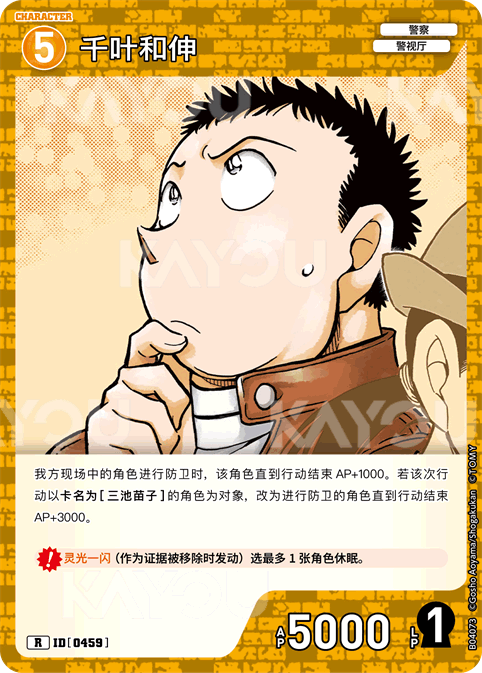 CHARACTER
5 千叶和伸
警察
警视厅
KAYOU
KAYOU
KAYOU
KAYOU
我方现场中的角色进行防卫时，该角色直到行动结束 AP+1000。若该次行
动以卡名为[三池苗子]的角色为对象，改为进行防卫的角色直到行动结束
AP+3000。
灵光一闪 (作为证据被移除时发动) 选最多 1 张角色休眠。
R ID[0459]
AP 5000 LP 1
B04073 ©Gosho Aoyama/Shogakukan ©TOMY